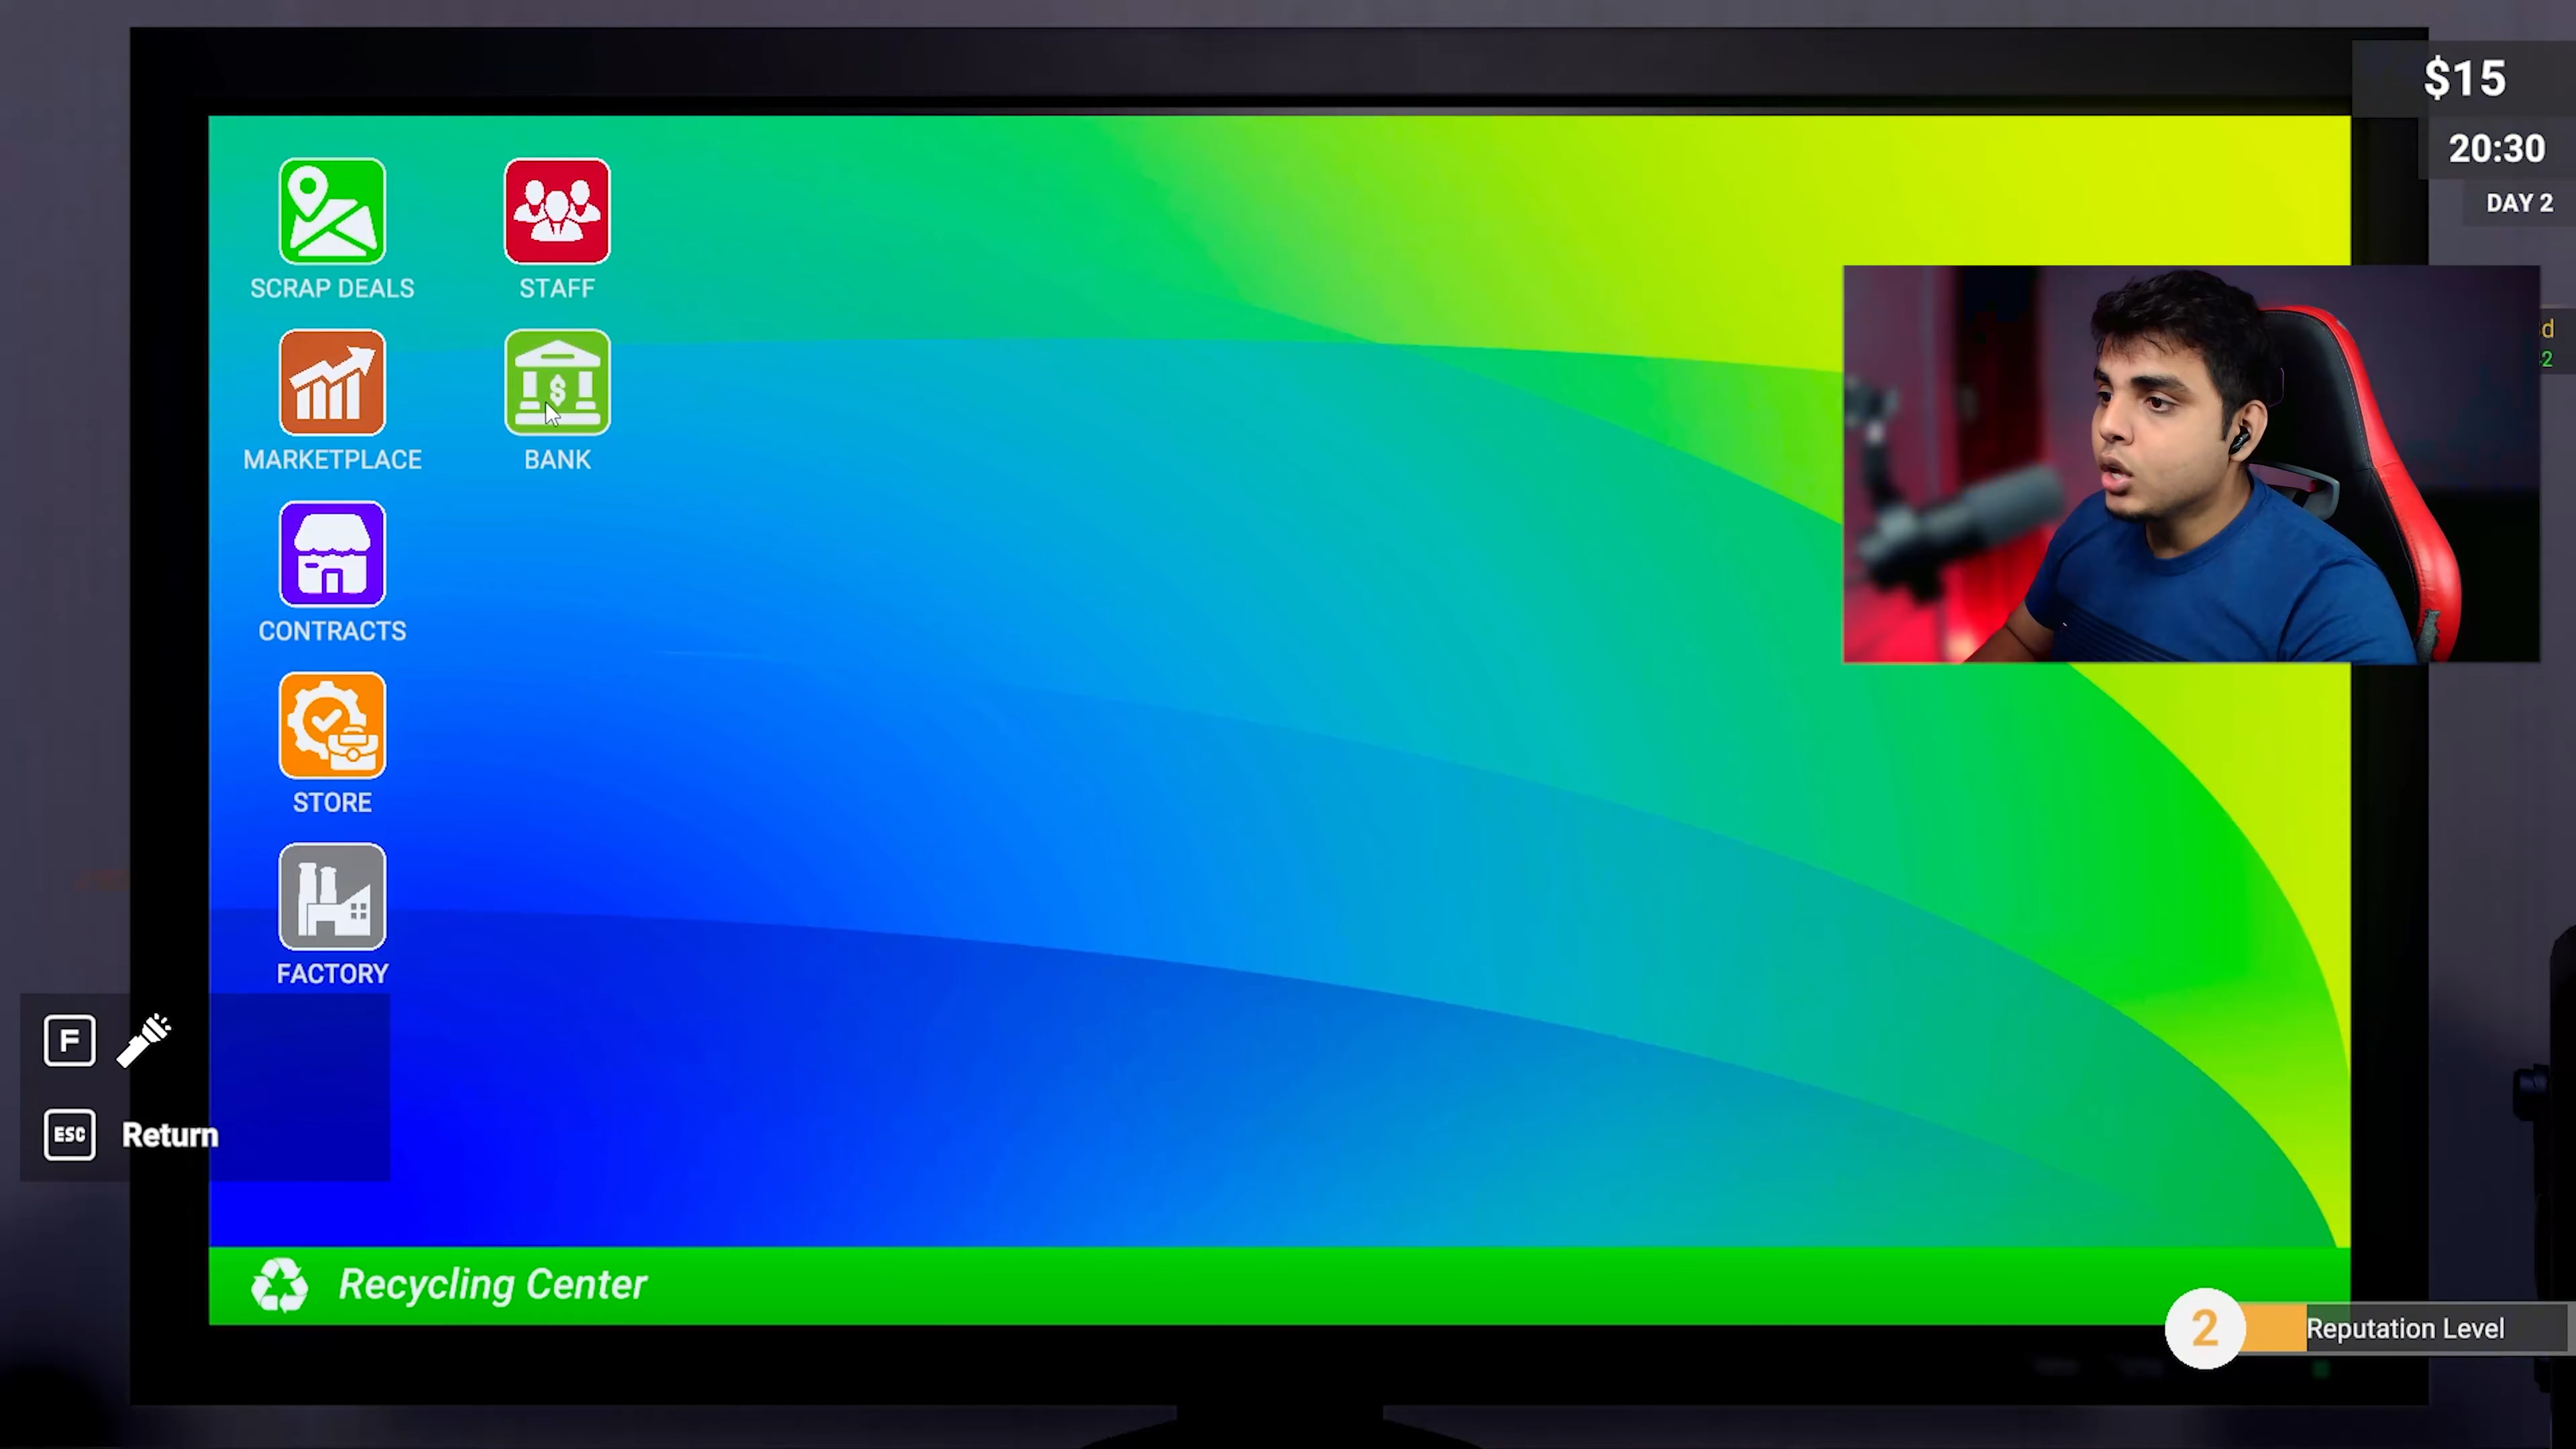 $15
20:30
DAY 2
SCRAP DEALS
STAFF
MARKETPLACE
BANK
CONTRACTS
STORE
FACTORY
F
ESC Return
Recycling Center
2 Reputation Level